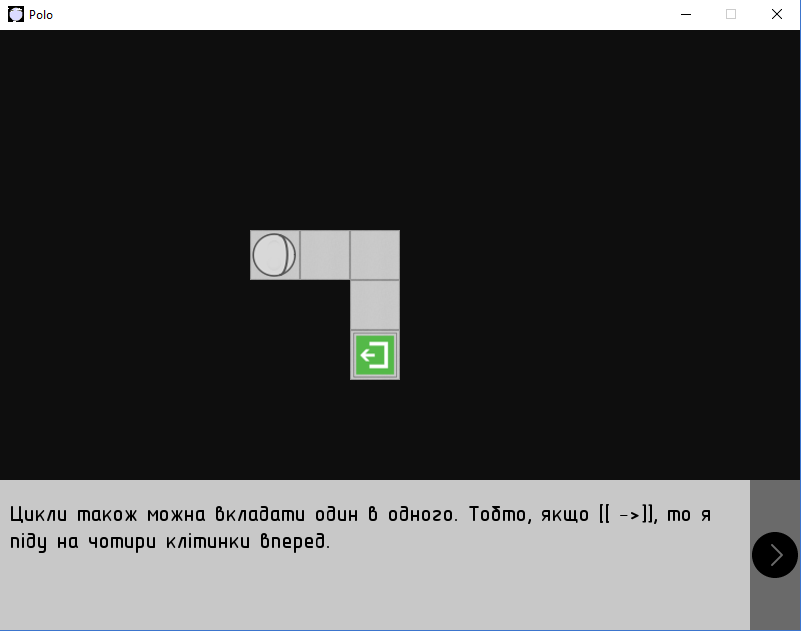 Polo
Цикли також можна вкладати один в одного. Тобто, якщо [[ ->]], то я
піду на чотири клітинки вперед.